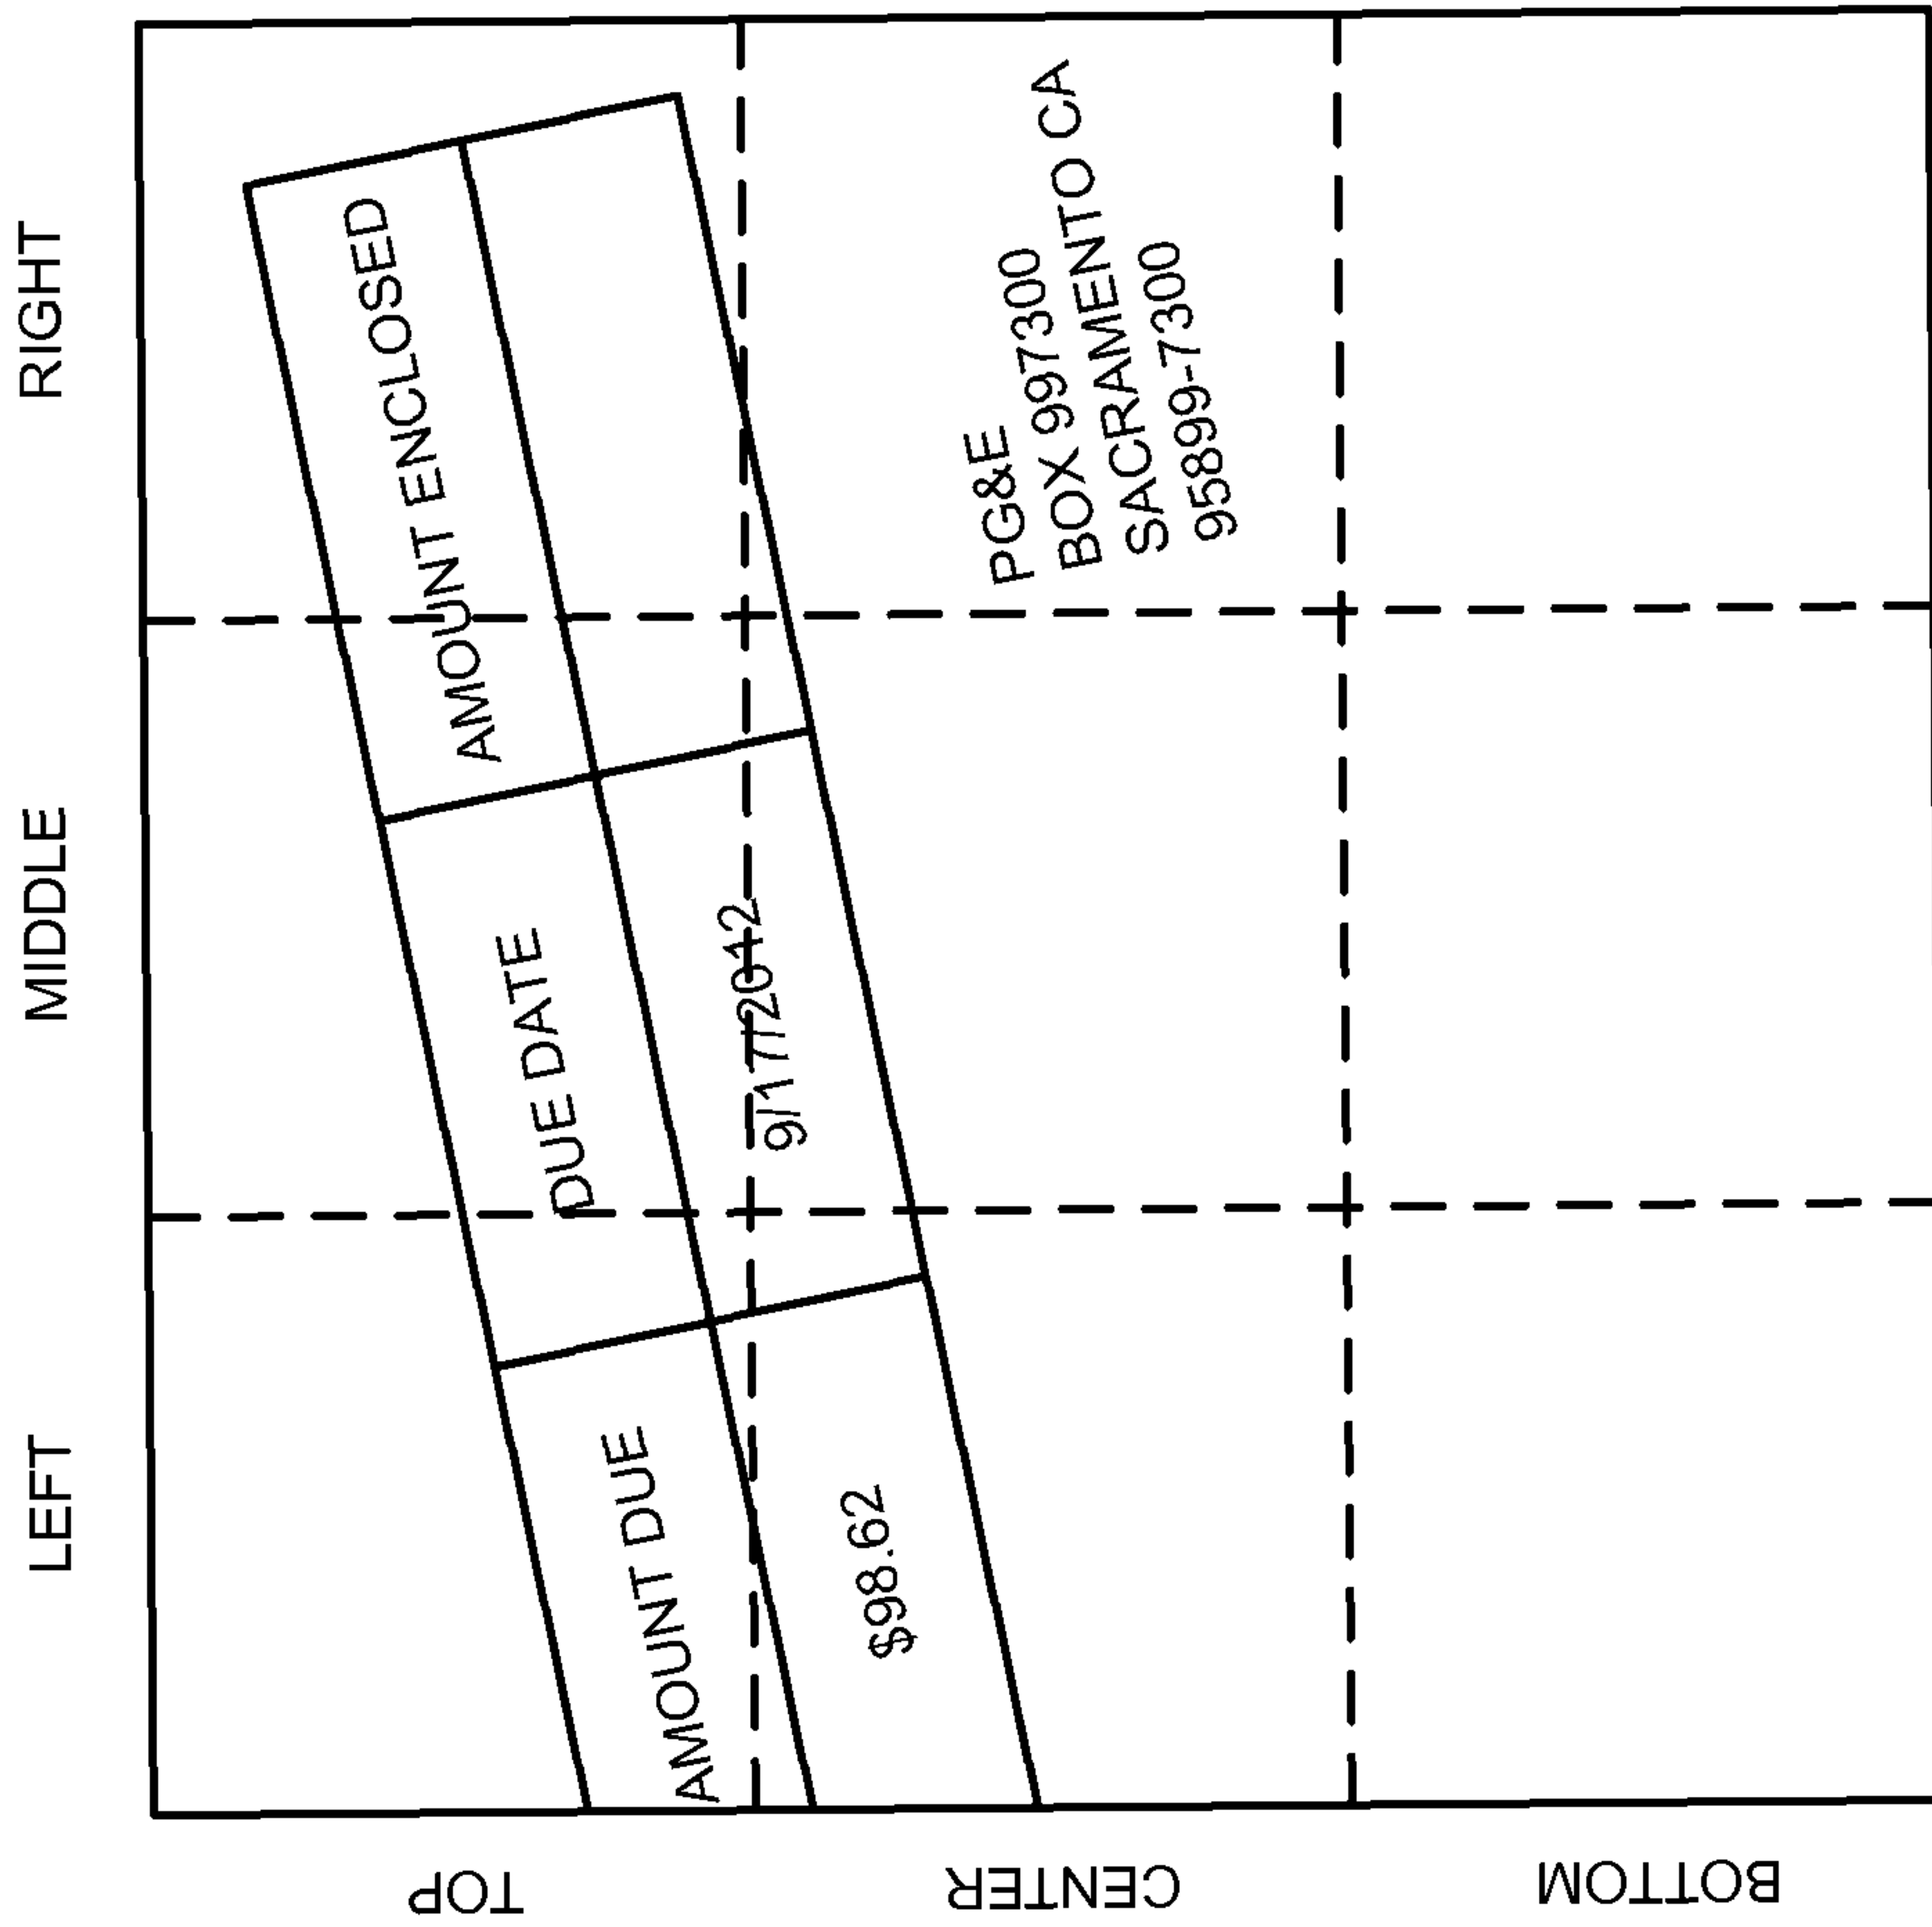 LEFT MIDDLE RIGHT
TOP
CENTER
BOTTOM
AMOUNT DUE
DUE DATE
AMOUNT ENCLOSED
$98.62
9/17/2012
PG&E
BOX 997300
SACRAMENTO CA
95899-7300